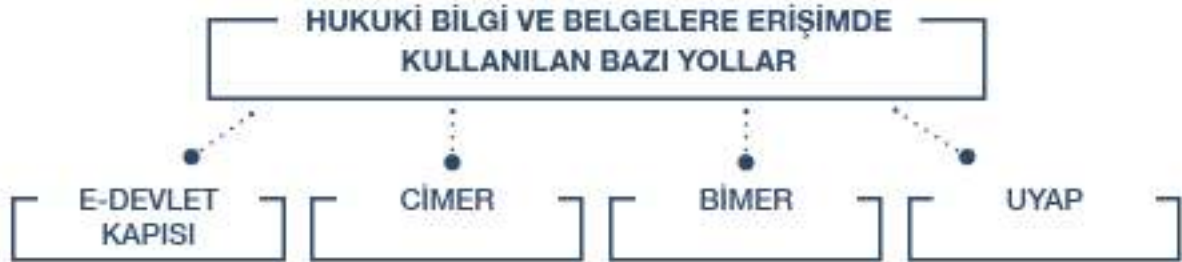 HUKUKİ BİLGİ VE BELGELERE ERİŞİMDE
KULLANILAN BAZI YOLLAR
E-DEVLET
KAPISI
CİMER
BİMER
UYAP